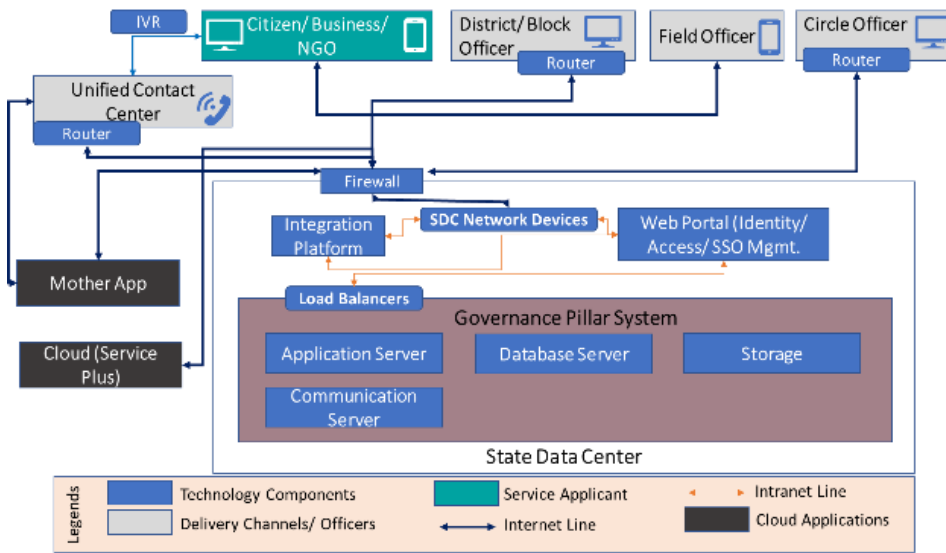 IVR
Citizen/ Business/
NGO
District/ Block
Officer
Router
Field Officer
Circle Officer
Router
Unified Contact
Center
Router
Firewall
Integration
Platform
SDC Network Devices
Web Portal (Identity/
Access/ SSO Mgmt.
Mother App
Load Balancers
Governance Pillar System
Cloud (Service
Plus)
Application Server
Database Server
Storage
Communication
Server
State Data Center
Legends
Technology Components
Service Applicant
Intranet Line
Delivery Channels/ Officers
Internet Line
Cloud Applications